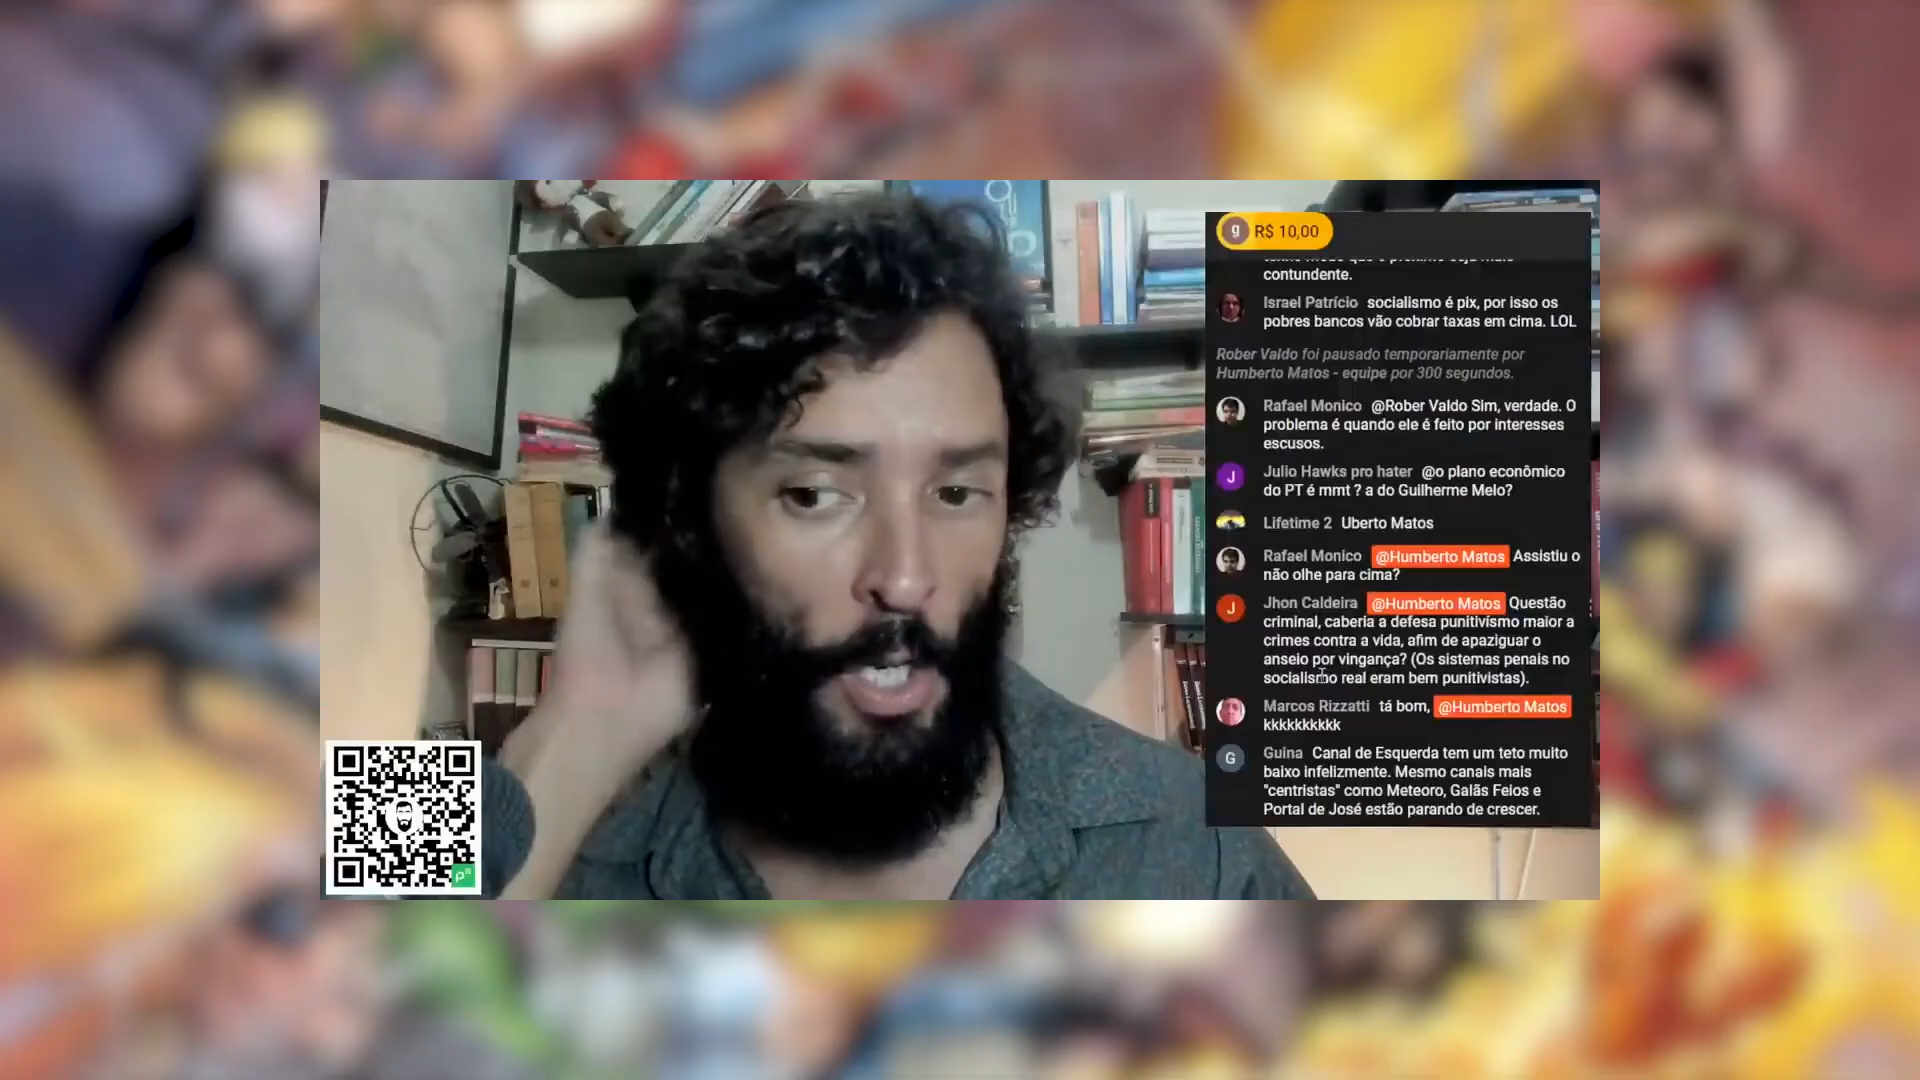 R$ 10,00
contundente.
Israel Patrício socialismo é pix, por isso os
pobres bancos vão cobrar taxas em cima. LOL
Rober Valdo foi pausado temporariamente por
Humberto Matos - equipe por 300 segundos.
Rafael Monico @Rober Valdo Sim, verdade. O
problema é quando ele é feito por interesses
escusos.
Julio Hawks pro hater @o plano econômico
do PT é mmt ? a do Guilherme Melo?
Lifetime 2 Uberto Matos
Rafael Monico @Humberto Matos Assistiu o
não olhe para cima?
Jhon Caldeira @Humberto Matos Questão
criminal, caberia a defesa punitivismo maior a
crimes contra a vida, afim de apaziguar o
anseio por vingança? (Os sistemas penais no
socialismo real eram bem punitivistas).
Marcos Rizzatti tá bom, @Humberto Matos
kkkkkkkkkk
Guina Canal de Esquerda tem um teto muito
baixo infelizmente. Mesmo canais mais
"centristas" como Meteoro, Galãs Feios e
Portal de José estão parando de crescer.